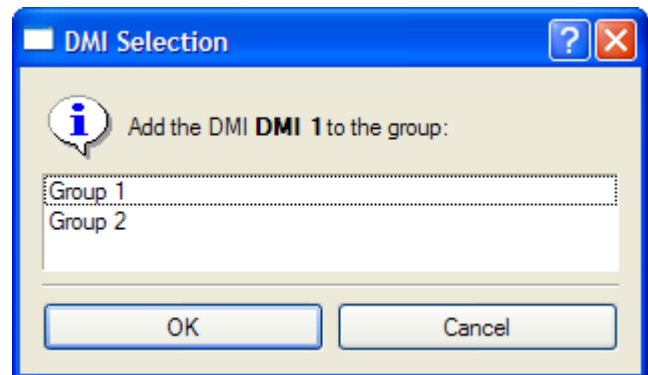 DMI Selection
Add the DMI DMI 1 to the group:
Group 1
Group 2
OK Cancel